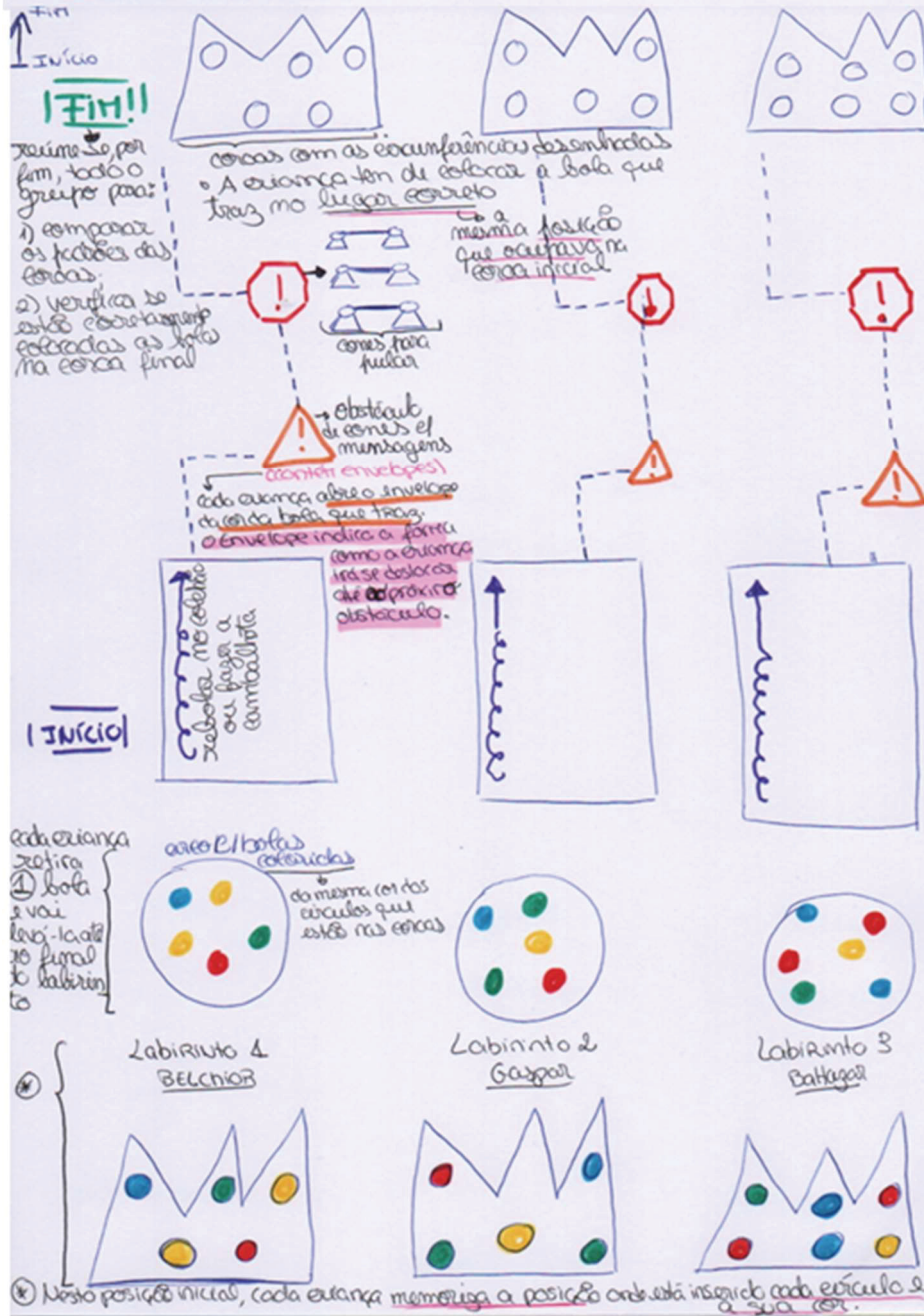 FIM
INÍCIO
FIM!!
reúne-se por
fim, todo o
grupo para:
1) comparar
os padrões das
coroas;
2) verifica se
estão corretamente
colocadas as bolas
na coroa final
coroas com as circunferências desenhadas
• A criança tem de colocar a bola que
traz no lugar correto
a
mesma posição
que ocupava na
coroa inicial
cones para
pular
obstáculo
de cones c/
mensagens
(contém envelopes)
cada criança abre o envelope
da cor da bola que traz.
o Envelope indica a forma
como a criança
irá se deslocar
até ao próximo
obstáculo.
rebolar no colchão
ou fazer a
cambalhota
INÍCIO
cada criança
retira
1 bola
e vai
levá-la até
ao final
do labirin
to
arco c/ bolas
coloridas
da mesma cor dos
círculos que
estão nas coroas
Labirinto 1
BELCHIOR
Labirinto 2
Gaspar
Labirinto 3
Baltazar
*
* Nesta posição inicial, cada criança memoriza a posição onde está inserido cada círculo e
a sua cor.